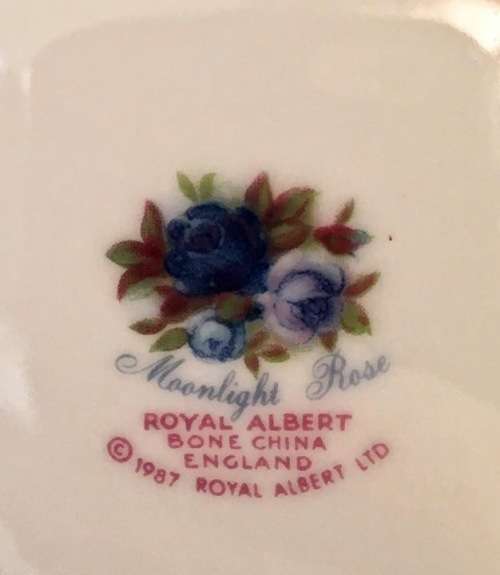 Moonlight Rose
ROYAL ALBERT
BONE CHINA
ENGLAND
© 1987 ROYAL ALBERT LTD